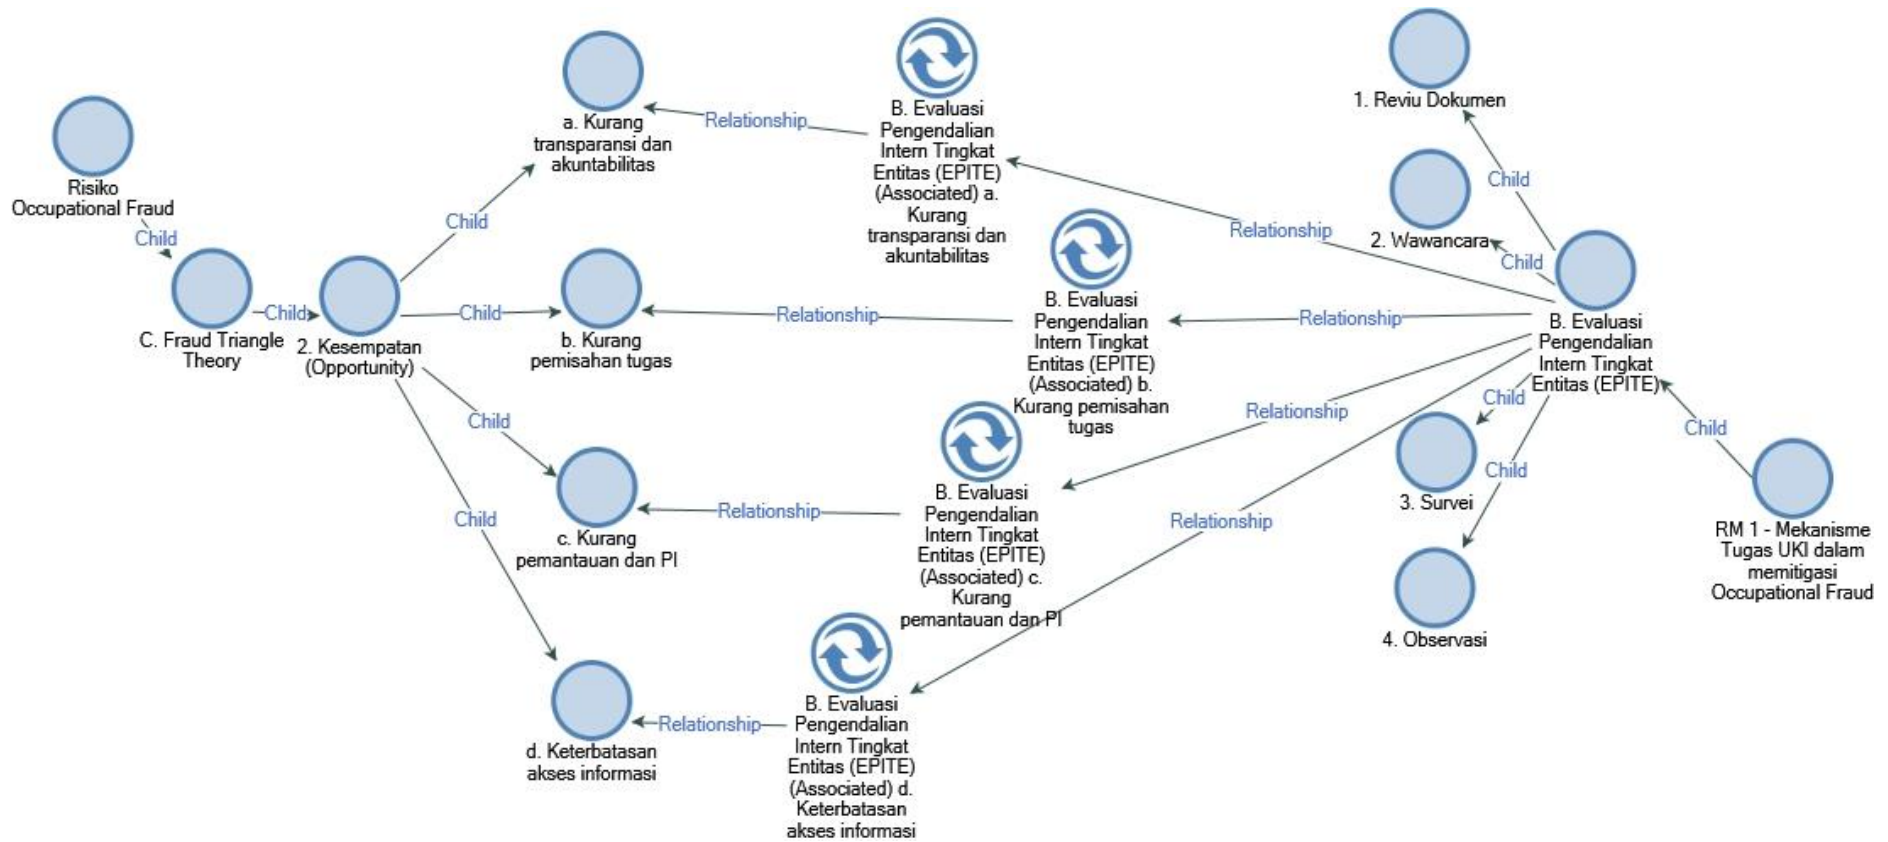 Risiko
Occupational Fraud
Child
C. Fraud Triangle
Theory
Child
2. Kesempatan
(Opportunity)
Child
Child
Child
Child
a. Kurang
transparansi dan
akuntabilitas
b. Kurang
pemisahan tugas
c. Kurang
pemantauan dan PI
d. Keterbatasan
akses informasi
Relationship
Relationship
Relationship
Relationship
B. Evaluasi
Pengendalian
Intern Tingkat
Entitas (EPITE)
(Associated) a.
Kurang
transparansi dan
akuntabilitas
B. Evaluasi
Pengendalian
Intern Tingkat
Entitas (EPITE)
(Associated) b.
Kurang pemisahan
tugas
B. Evaluasi
Pengendalian
Intern Tingkat
Entitas (EPITE)
(Associated) c.
Kurang
pemantauan dan PI
B. Evaluasi
Pengendalian
Intern Tingkat
Entitas (EPITE)
(Associated) d.
Keterbatasan
akses informasi
Relationship
Relationship
Relationship
Relationship
1. Reviu Dokumen
Child
2. Wawancara
Child
B. Evaluasi
Pengendalian
Intern Tingkat
Entitas (EPITE)
Child
3. Survei
Child
4. Observasi
Child
RM 1 - Mekanisme
Tugas UKI dalam
memitigasi
Occupational Fraud